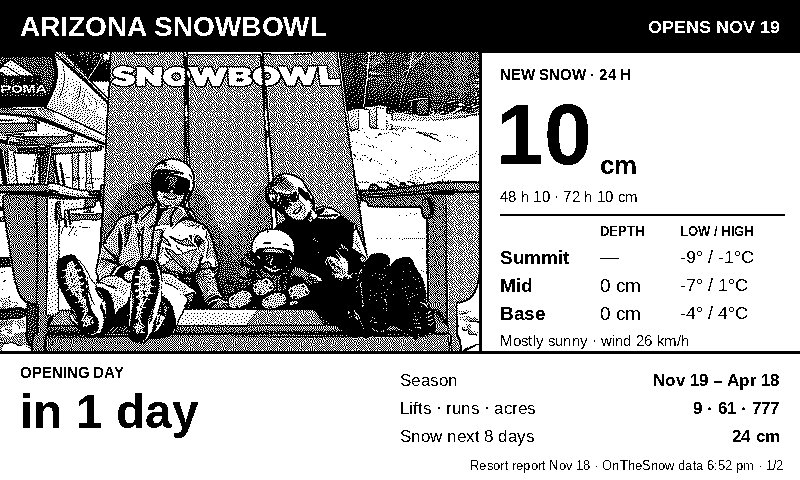 ARIZONA SNOWBOWL
OPENS NOV 19
POMA
SNOWBOWL
NEW SNOW · 24 H
10 cm
48 h 10 · 72 h 10 cm
DEPTH LOW / HIGH
Summit — -9° / -1°C
Mid 0 cm -7° / 1°C
Base 0 cm -4° / 4°C
Mostly sunny · wind 26 km/h
OPENING DAY
in 1 day
Season Nov 19 – Apr 18
Lifts · runs · acres 9 · 61 · 777
Snow next 8 days 24 cm
Resort report Nov 18 · OnTheSnow data 6:52 pm · 1/2